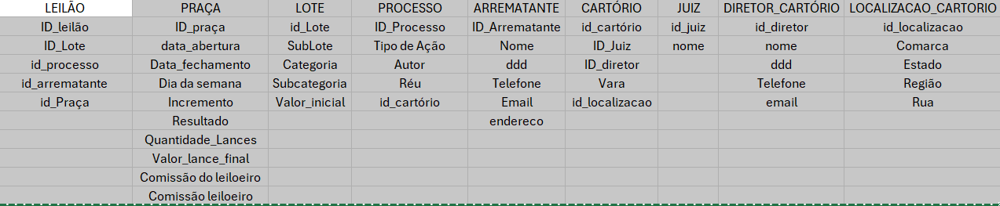 LEILÃO PRAÇA LOTE PROCESSO ARREMATANTE CARTÓRIO JUIZ DIRETOR_CARTÓRIO LOCALIZACAO_CARTORIO
ID_leilão ID_praça id_Lote ID_Processo ID_Arrematante id_cartório id_juiz id_diretor id_localizacao
ID_Lote data_abertura SubLote Tipo de Ação Nome ID_Juiz nome nome Comarca
id_processo Data_fechamento Categoria Autor ddd ID_diretor ddd Estado
id_arrematante Dia da semana Subcategoria Réu Telefone Vara Telefone Região
id_Praça Incremento Valor_inicial id_cartório Email id_localizacao email Rua
Resultado endereco
Quantidade_Lances
Valor_lance_final
Comissão do leiloeiro
Comissão leiloeiro